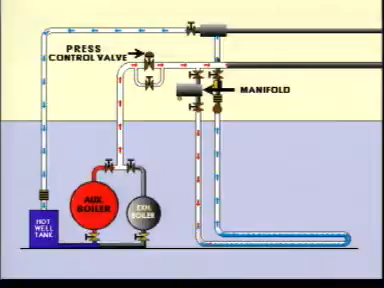 PRESS
CONTROL VALVE
MANIFOLD
AUX.
BOILER
EXH.
BOILER
HOT
WELL
TANK